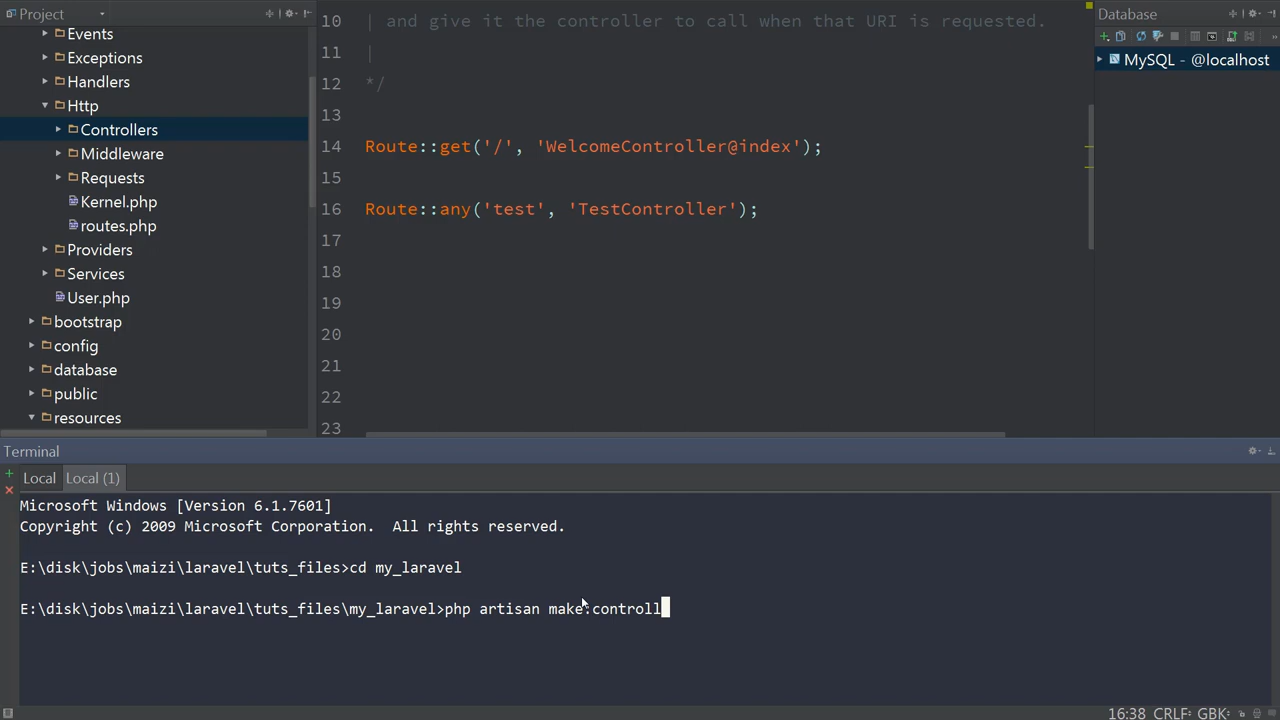 Project
Events
Exceptions
Handlers
Http
Controllers
Middleware
Requests
Kernel.php
routes.php
Providers
Services
User.php
bootstrap
config
database
public
resources
10 | and give it the controller to call when that URI is requested.
11 |
12 */
13
14 Route::get('/', 'WelcomeController@index');
15
16 Route::any('test', 'TestController');
17
18
19
20
21
22
23
Database
MySQL - @localhost
Terminal
Local Local (1)
Microsoft Windows [Version 6.1.7601]
Copyright (c) 2009 Microsoft Corporation. All rights reserved.
E:\disk\jobs\maizi\laravel\tuts_files>cd my_laravel
E:\disk\jobs\maizi\laravel\tuts_files\my_laravel>php artisan make:controll
16:38 CRLF÷ GBK÷